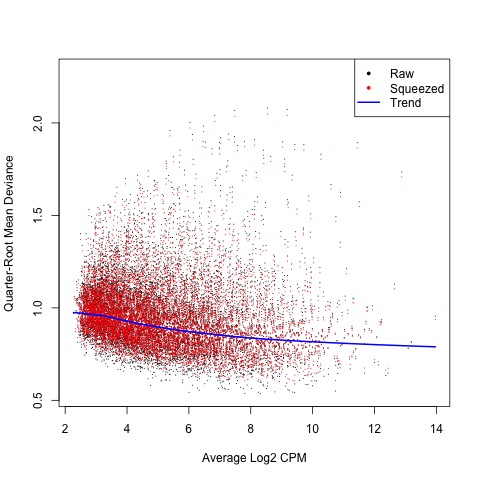 Raw
Squeezed
Trend
Quarter-Root Mean Deviance
2.0
1.5
1.0
0.5
2 4 6 8 10 12 14
Average Log2 CPM